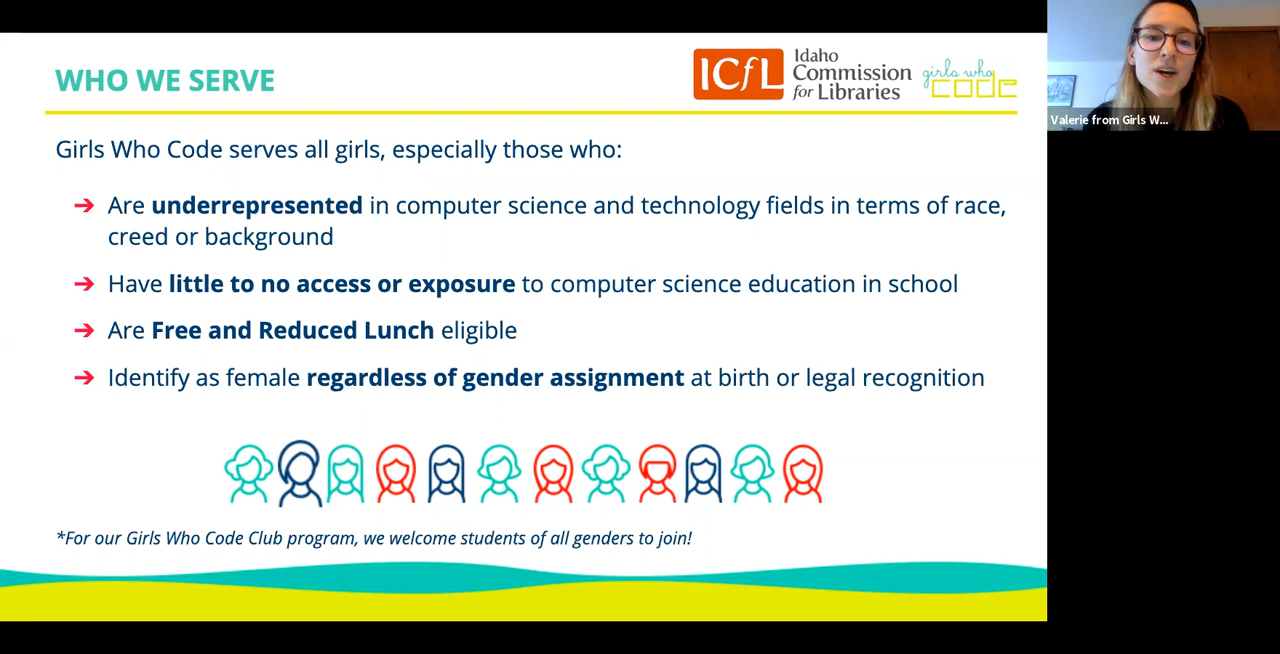 WHO WE SERVE
ICfL
Idaho
Commission
for Libraries
girls who
code
Valerie from Girls W...
Girls Who Code serves all girls, especially those who:
➔ Are underrepresented in computer science and technology fields in terms of race,
creed or background
➔ Have little to no access or exposure to computer science education in school
➔ Are Free and Reduced Lunch eligible
➔ Identify as female regardless of gender assignment at birth or legal recognition
*For our Girls Who Code Club program, we welcome students of all genders to join!